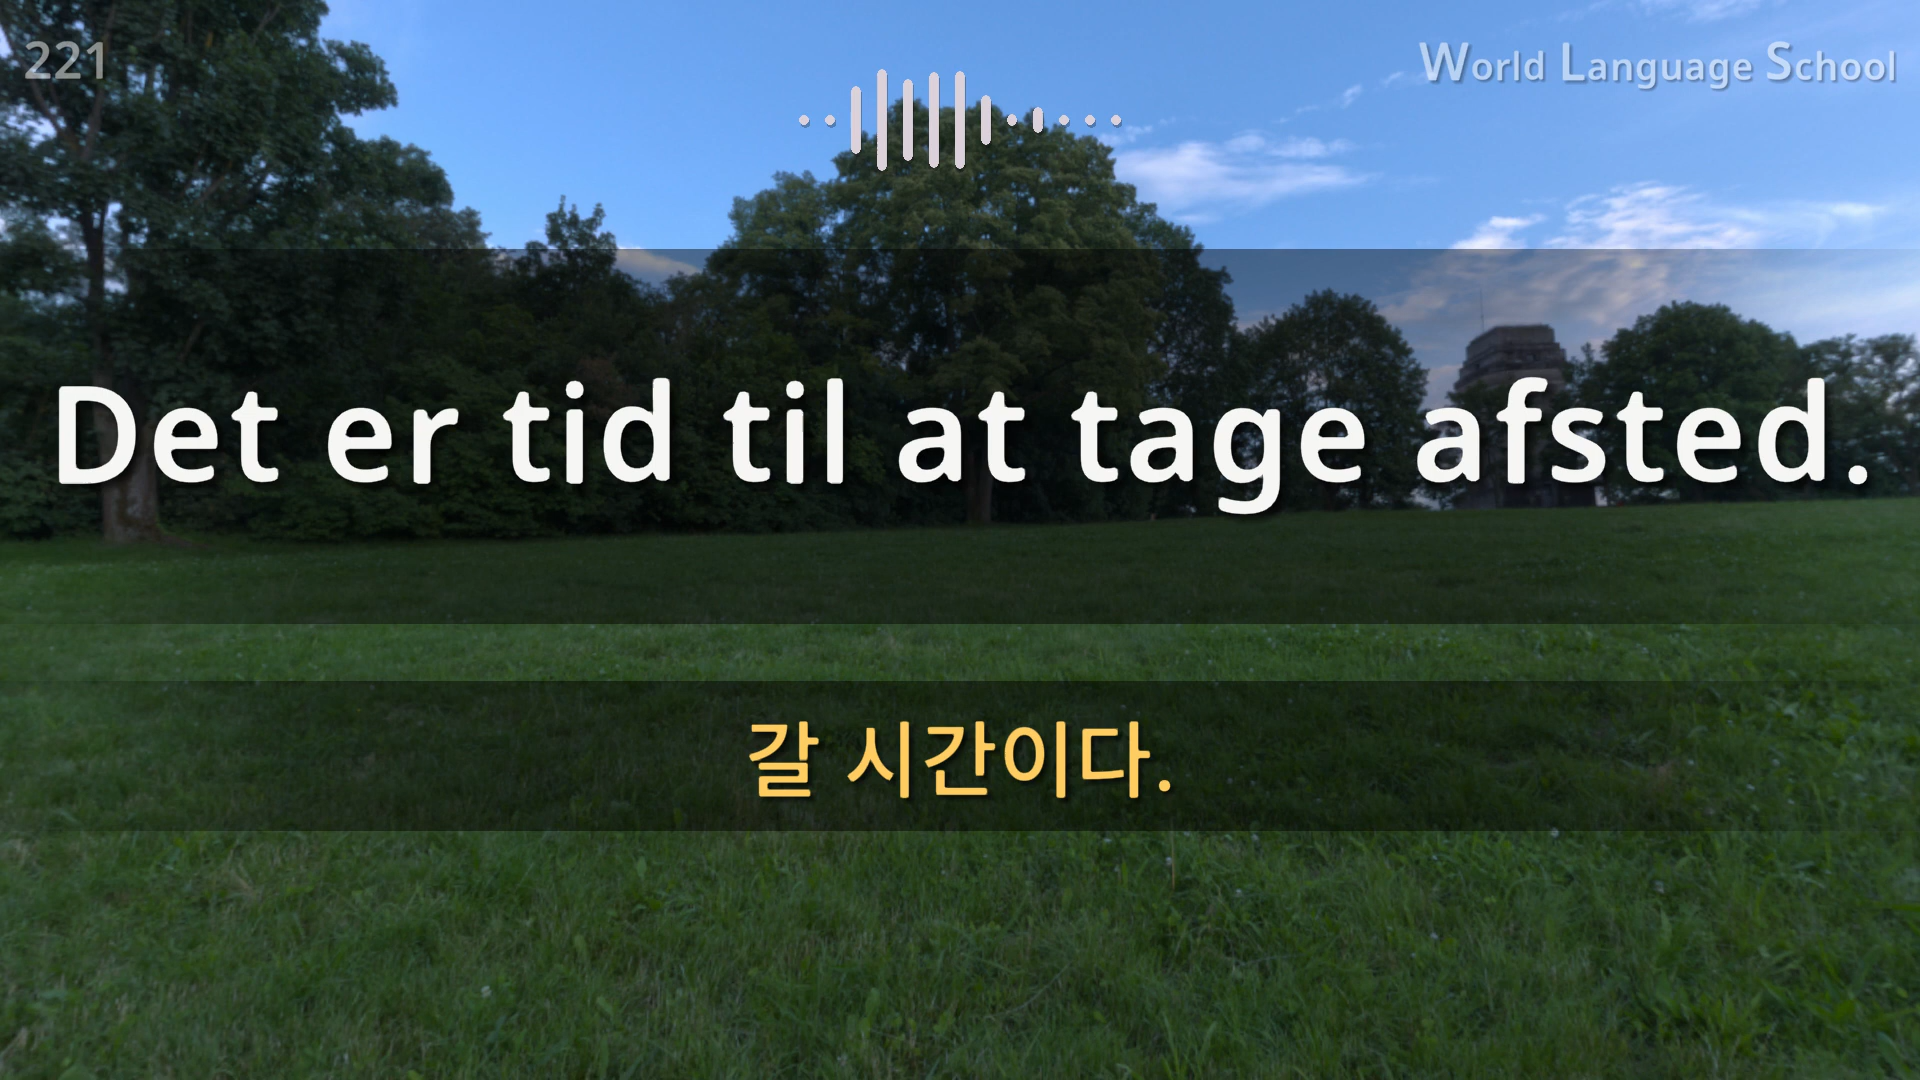 221
World Language School
Det er tid til at tage afsted.
갈 시간이다.